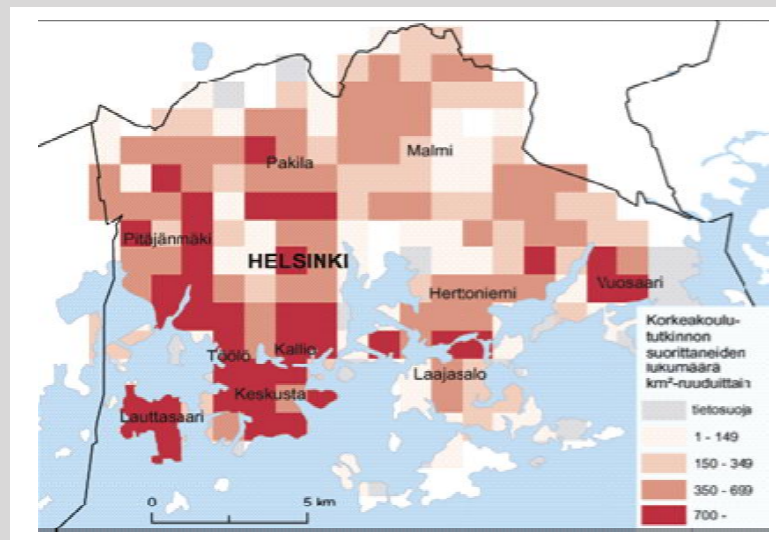 Pakila
Malmi
Pitäjänmäki
HELSINKI
Hertoniemi
Vuosaari
Töölö
Kallio
Laajasalo
Keskusta
Lauttasaari
0 5 km
Korkeakoulu-
tutkinnon
suorittaneiden
lukumäärä
km²-ruuduittain
tietosuoja
1 - 149
150 - 349
350 - 699
700 -